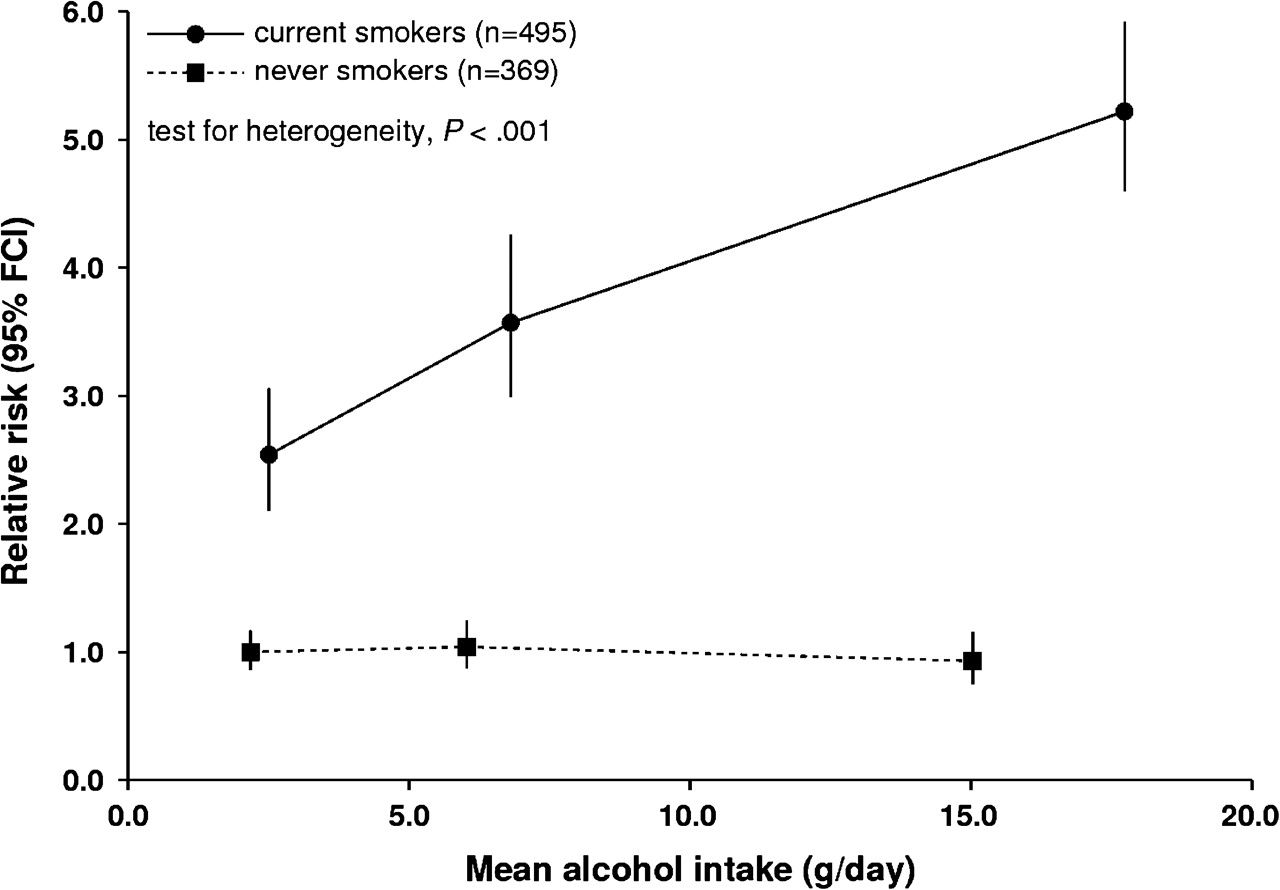 6.0
current smokers (n=495)
never smokers (n=369)
test for heterogeneity, P < .001
5.0
4.0
3.0
2.0
1.0
0.0
Relative risk (95% FCI)
0.0 5.0 10.0 15.0 20.0
Mean alcohol intake (g/day)